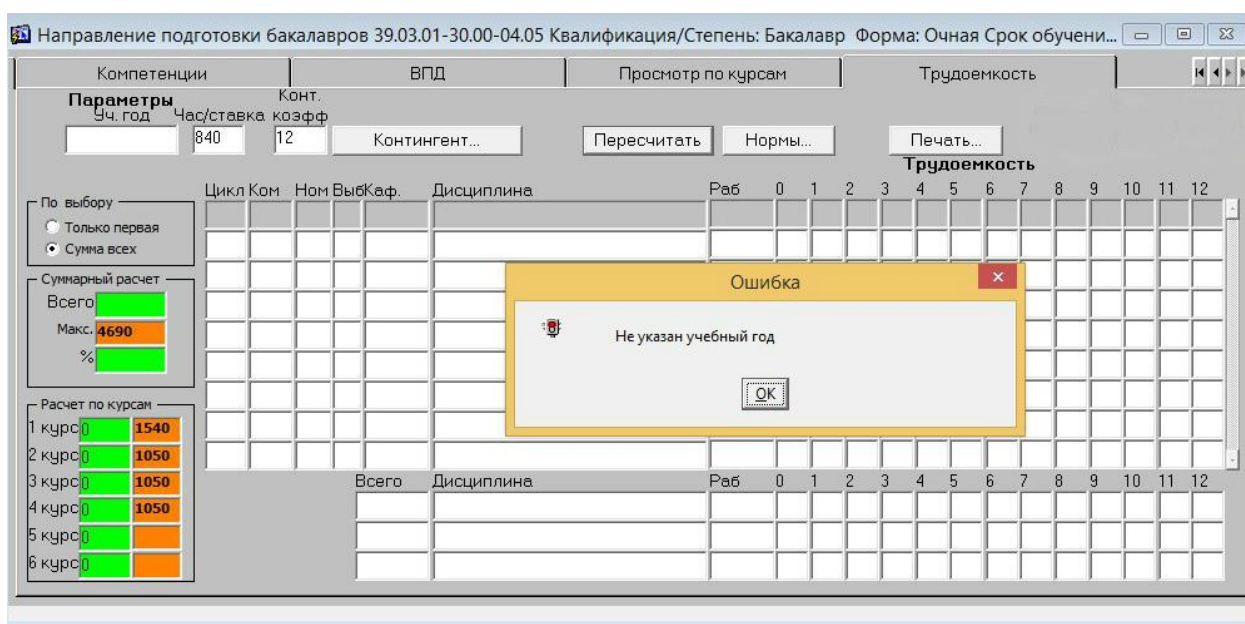 Направление подготовки бакалавров 39.03.01-30.00-04.05 Квалификация/Степень: Бакалавр Форма: Очная Срок обучени...
Компетенции ВПД Просмотр по курсам Трудоемкость
Параметры
Уч. год Час/ставка Конт. коэфф
840 12 Контингент... Пересчитать Нормы... Печать...
Трудоемкость
Цикл Ком Ном Выб Каф. Дисциплина Раб 0 1 2 3 4 5 6 7 8 9 10 11 12
По выбору
Только первая
Сумма всех
Суммарный расчет
Всего
Макс. 4690
%
Ошибка
Не указан учебный год
OK
Расчет по курсам
1 курс 0 1540
2 курс 0 1050
3 курс 0 1050
4 курс 0 1050
5 курс 0
6 курс 0
Всего Дисциплина Раб 0 1 2 3 4 5 6 7 8 9 10 11 12